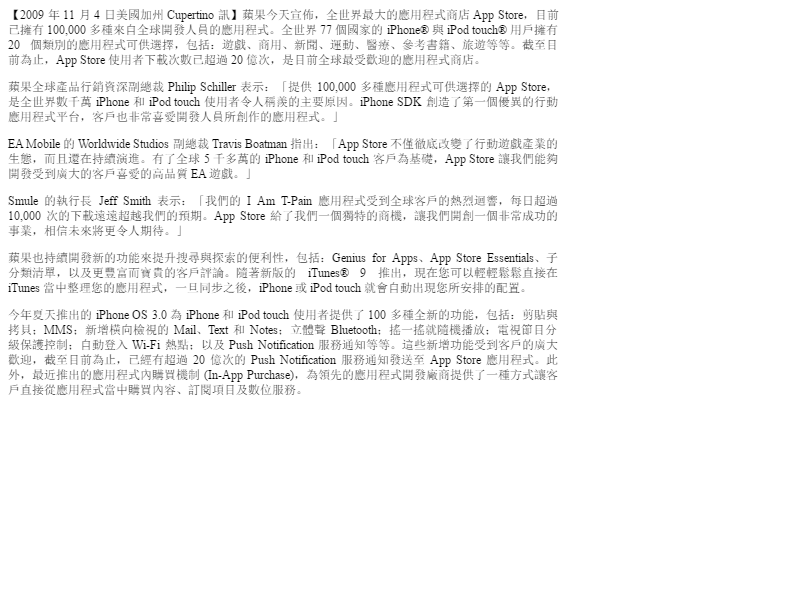 【2009 年 11 月 4 日美國加州 Cupertino 訊】蘋果今天宣佈，全世界最大的應用程式商店 App Store，目前
已擁有 100,000 多種來自全球開發人員的應用程式。全世界 77 個國家的 iPhone® 與 iPod touch® 用戶擁有
20 個類別的應用程式可供選擇，包括：遊戲、商用、新聞、運動、醫療、參考書籍、旅遊等等。截至目
前為止，App Store 使用者下載次數已超過 20 億次，是目前全球最受歡迎的應用程式商店。
蘋果全球產品行銷資深副總裁 Philip Schiller 表示：「提供 100,000 多種應用程式可供選擇的 App Store，
是全世界數千萬 iPhone 和 iPod touch 使用者令人稱羨的主要原因。iPhone SDK 創造了第一個優異的行動
應用程式平台，客戶也非常喜愛開發人員所創作的應用程式。」
EA Mobile 的 Worldwide Studios 副總裁 Travis Boatman 指出：「App Store 不僅徹底改變了行動遊戲產業的
生態，而且還在持續演進。有了全球 5 千多萬的 iPhone 和 iPod touch 客戶為基礎，App Store 讓我們能夠
開發受到廣大的客戶喜愛的高品質 EA 遊戲。」
Smule 的執行長 Jeff Smith 表示：「我們的 I Am T-Pain 應用程式受到全球客戶的熱烈迴響，每日超過
10,000 次的下載遠遠超越我們的預期。App Store 給了我們一個獨特的商機，讓我們開創一個非常成功的
事業，相信未來將更令人期待。」
蘋果也持續開發新的功能來提升搜尋與探索的便利性，包括：Genius for Apps、App Store Essentials、子
分類清單，以及更豐富而寶貴的客戶評論。隨著新版的 iTunes® 9 推出，現在您可以輕輕鬆鬆直接在
iTunes 當中整理您的應用程式，一旦同步之後，iPhone 或 iPod touch 就會自動出現您所安排的配置。
今年夏天推出的 iPhone OS 3.0 為 iPhone 和 iPod touch 使用者提供了 100 多種全新的功能，包括：剪貼與
拷貝；MMS；新增橫向檢視的 Mail、Text 和 Notes；立體聲 Bluetooth；搖一搖就隨機播放；電視節目分
級保護控制；自動登入 Wi-Fi 熱點；以及 Push Notification 服務通知等等。這些新增功能受到客戶的廣大
歡迎，截至目前為止，已經有超過 20 億次的 Push Notification 服務通知發送至 App Store 應用程式。此
外，最近推出的應用程式內購買機制 (In-App Purchase)，為領先的應用程式開發廠商提供了一種方式讓客
戶直接從應用程式當中購買內容、訂閱項目及數位服務。